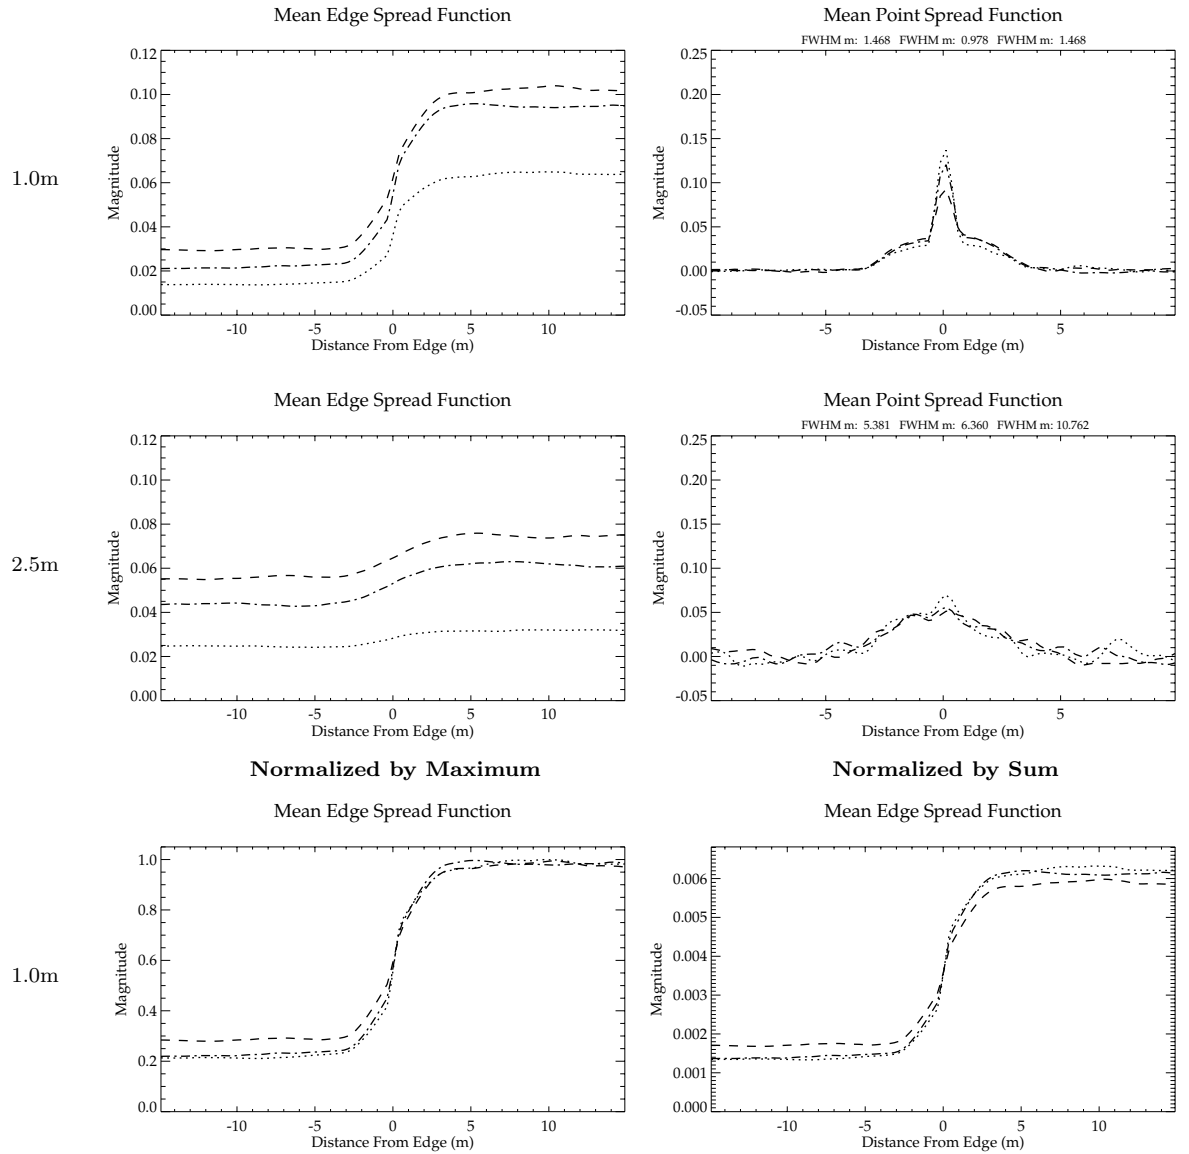 Mean Edge Spread Function
0.12
0.10
0.08
0.06
0.04
0.02
0.00
Magnitude
-10 -5 0 5 10
Distance From Edge (m)
Mean Point Spread Function
FWHM m: 1.468 FWHM m: 0.978 FWHM m: 1.468
0.25
0.20
0.15
0.10
0.05
0.00
-0.05
Magnitude
-5 0 5
Distance From Edge (m)
1.0m
Mean Edge Spread Function
0.12
0.10
0.08
0.06
0.04
0.02
0.00
Magnitude
-10 -5 0 5 10
Distance From Edge (m)
Mean Point Spread Function
FWHM m: 5.381 FWHM m: 6.360 FWHM m: 10.762
0.25
0.20
0.15
0.10
0.05
0.00
-0.05
Magnitude
-5 0 5
Distance From Edge (m)
2.5m
Normalized by Maximum
Mean Edge Spread Function
1.0
0.8
0.6
0.4
0.2
0.0
Magnitude
-10 -5 0 5 10
Distance From Edge (m)
Normalized by Sum
Mean Edge Spread Function
0.006
0.005
0.004
0.003
0.002
0.001
0.000
Magnitude
-10 -5 0 5 10
Distance From Edge (m)
1.0m